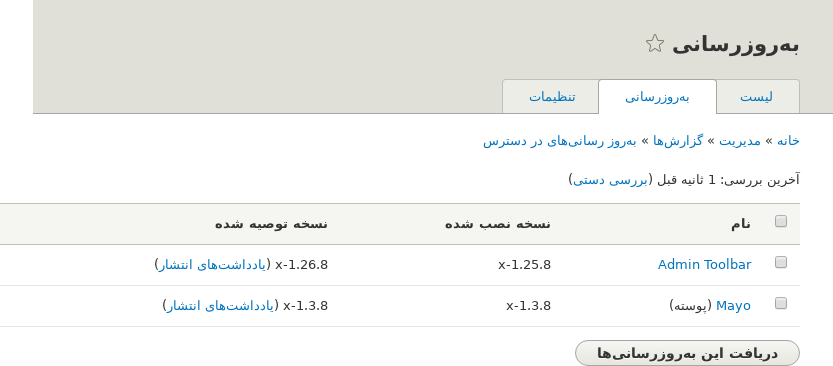 به‌روزرسانی
لیست به‌روزرسانی تنظیمات
خانه » مدیریت » گزارش‌ها » به‌روز رسانی‌های در دسترس
آخرین بررسی: 1 ثانیه قبل (بررسی دستی)
نام نسخه نصب شده نسخه توصیه شده
Admin Toolbar x-1.25.8 x-1.26.8 (یادداشت‌های انتشار)
Mayo (پوسته) x-1.3.8 x-1.3.8 (یادداشت‌های انتشار)
دریافت این به‌روزرسانی‌ها